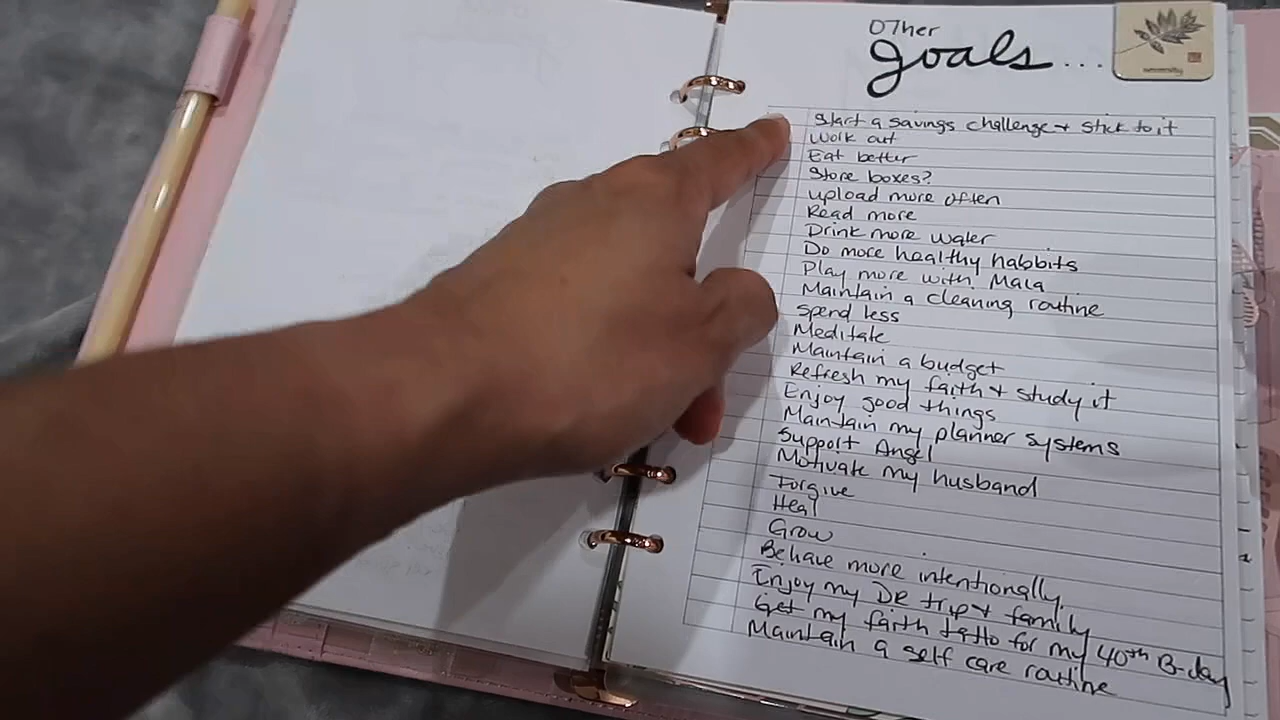 Other
goals...
Start a savings challenge + stick to it
Work out
Eat better
Store boxes?
upload more often
Read more
Drink more water
Do more healthy habbits
Play more with Maia
Maintain a cleaning routine
Spend less
Meditate
Maintain a budget
Refresh my faith + study it
Enjoy good things
Maintain my planner systems
Support Angel
Motivate my husband
Forgive
Heal
Grow
Behave more intentionally
Enjoy my DR trip + family
Get my faith tatto for my 40th B-day
Maintain a self care routine